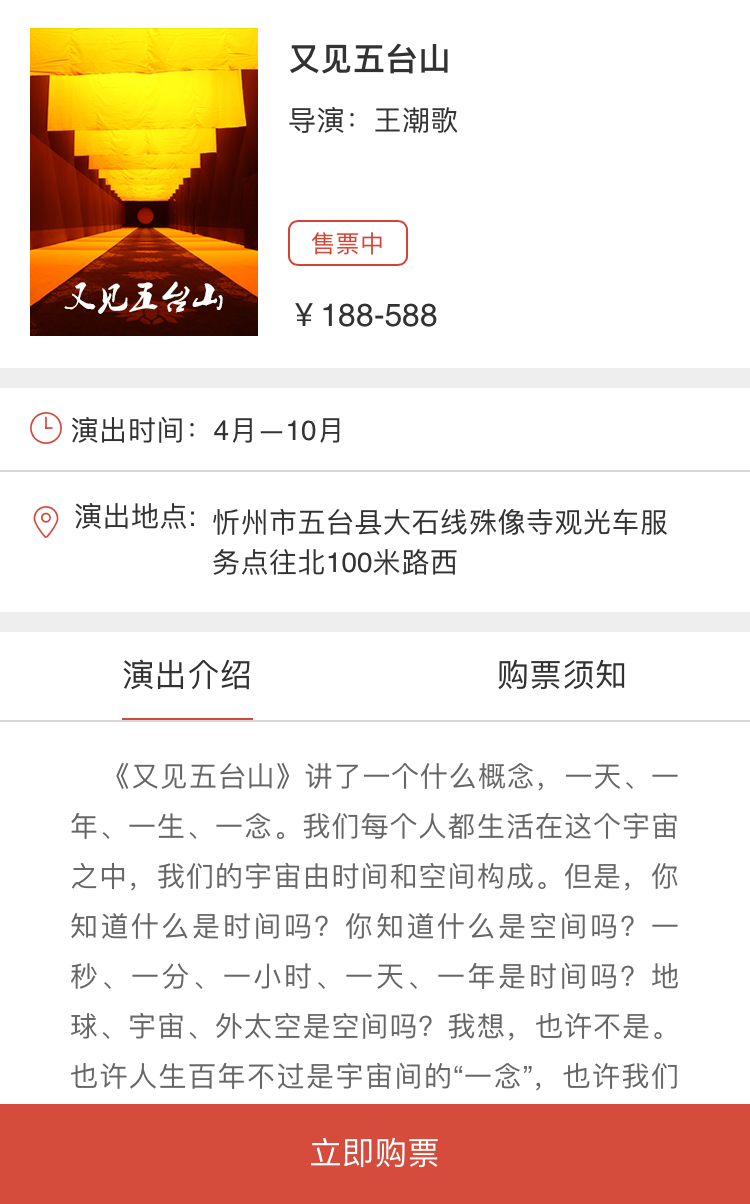 又见五台山
导演：王潮歌
售票中
¥ 188-588
又见五台山
演出时间：4月—10月
演出地点:
忻州市五台县大石线殊像寺观光车服
务点往北100米路西
演出介绍
购票须知
《又见五台山》讲了一个什么概念，一天、一
年、一生、一念。我们每个人都生活在这个宇宙
之中，我们的宇宙由时间和空间构成。但是，你
知道什么是时间吗？你知道什么是空间吗？一
秒、一分、一小时、一天、一年是时间吗？地
球、宇宙、外太空是空间吗？我想，也许不是。
也许人生百年不过是宇宙间的“一念”，也许我们
立即购票